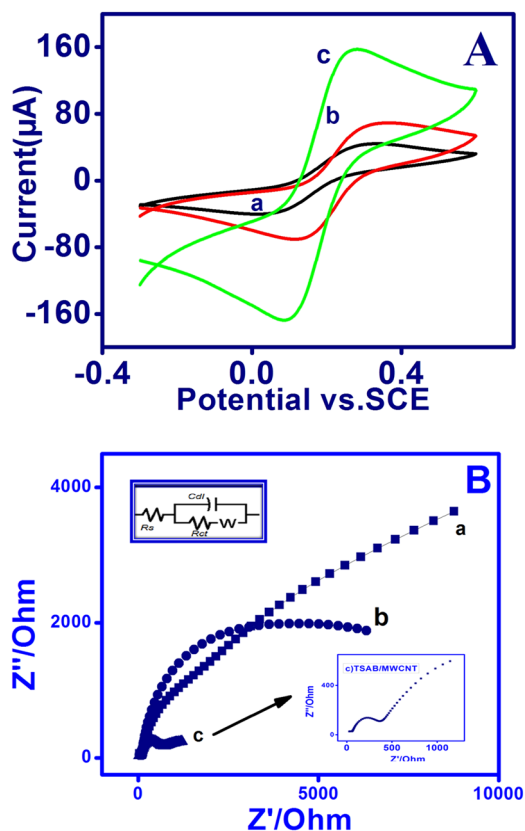 A
160
80
0
-80
-160
Current(µA)
c
b
a
-0.4
0.0
0.4
Potential vs.SCE
B
4000
2000
0
Z''/Ohm
Cdl
Rs
Rct
W
a
b
c
c)TSAB/MWCNT
400
0
Z''/Ohm
0
500
1000
Z'/Ohm
0
5000
10000
Z'/Ohm